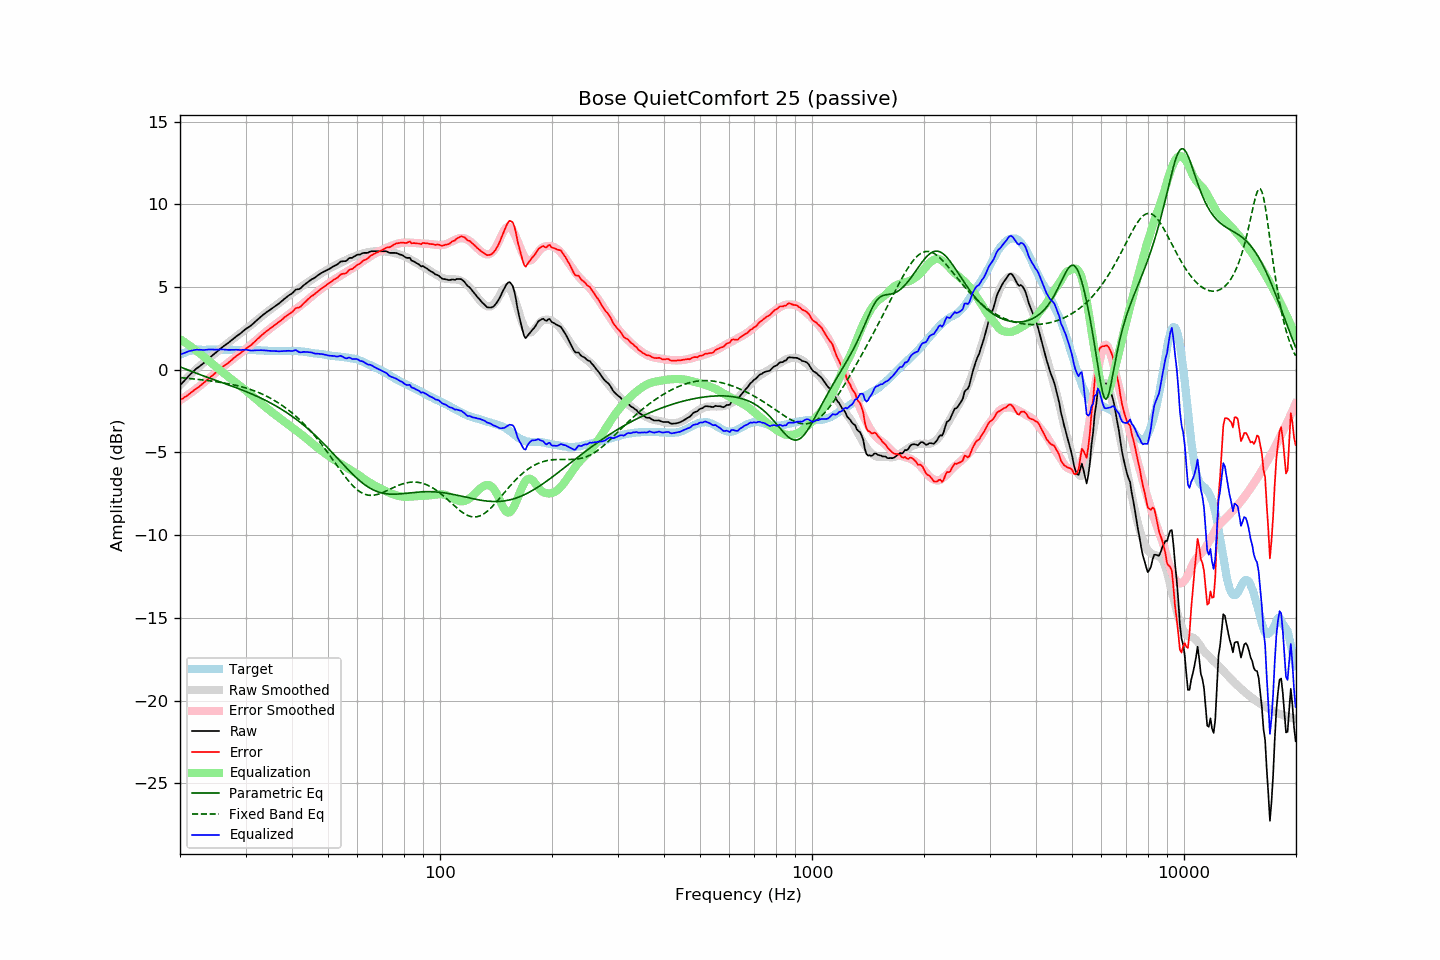 Bose QuietComfort 25 (passive)
15
10
5
0
−5
−10
−15
−20
−25
Amplitude (dBr)
Target
Raw Smoothed
Error Smoothed
Raw
Error
Equalization
Parametric Eq
Fixed Band Eq
Equalized
100
1000
10000
Frequency (Hz)